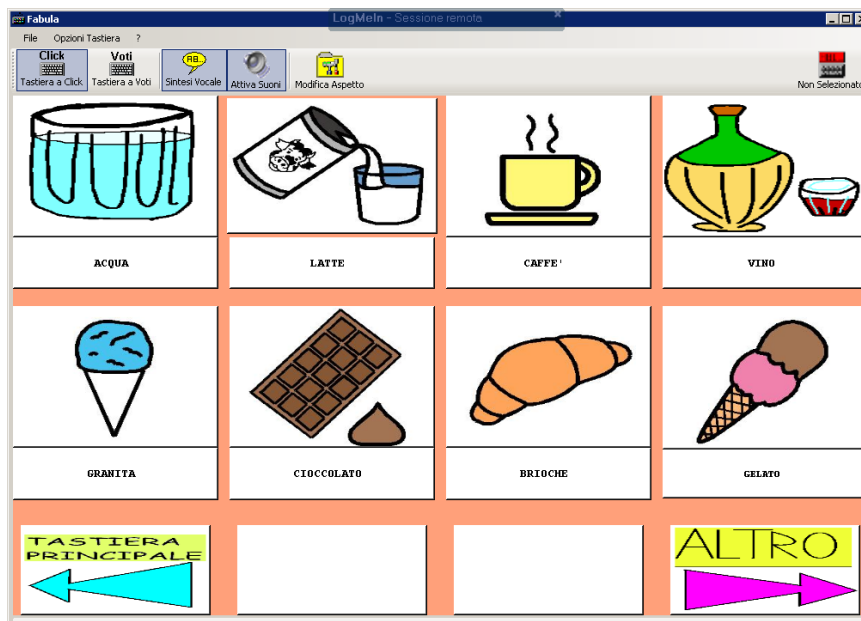 Fabula
LogMeIn - Sessione remota
File Opzioni Tastiera ?
Click
Tastiera a Click
Voti
Tastiera a Voti
AB..
Sintesi Vocale
Attiva Suoni
Modifica Aspetto
Non Selezionato
ACQUA
LATTE
CAFFE'
VINO
GRANITA
CIOCCOLATO
BRIOCHE
GELATO
TASTIERA
PRINCIPALE
ALTRO